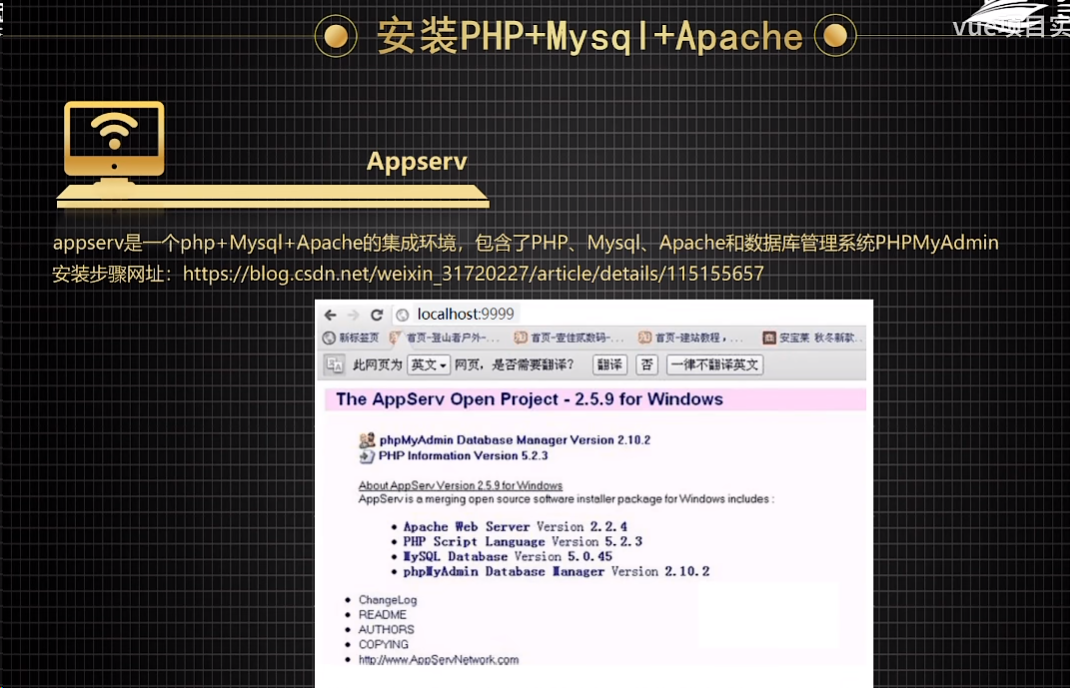 安装PHP+Mysql+Apache
vue项目实
Appserv
appserv是一个php+Mysql+Apache的集成环境，包含了PHP、Mysql、Apache和数据库管理系统PHPMyAdmin
安装步骤网址：https://blog.csdn.net/weixin_31720227/article/details/115155657
localhost:9999
新标签页 首页-登山者户外-... 首页-壹佳贰数码-... 首页-建站教程，... 安宝莱 秋冬新款..
此网页为 英文 网页，是否需要翻译？ 翻译 否 一律不翻译英文
The AppServ Open Project - 2.5.9 for Windows
phpMyAdmin Database Manager Version 2.10.2
PHP Information Version 5.2.3
About AppServ Version 2.5.9 for Windows
AppServ is a merging open source software installer package for Windows includes :
• Apache Web Server Version 2.2.4
• PHP Script Language Version 5.2.3
• MySQL Database Version 5.0.45
• phpMyAdmin Database Manager Version 2.10.2
• ChangeLog
• README
• AUTHORS
• COPYING
• http://www.AppServNetwork.com